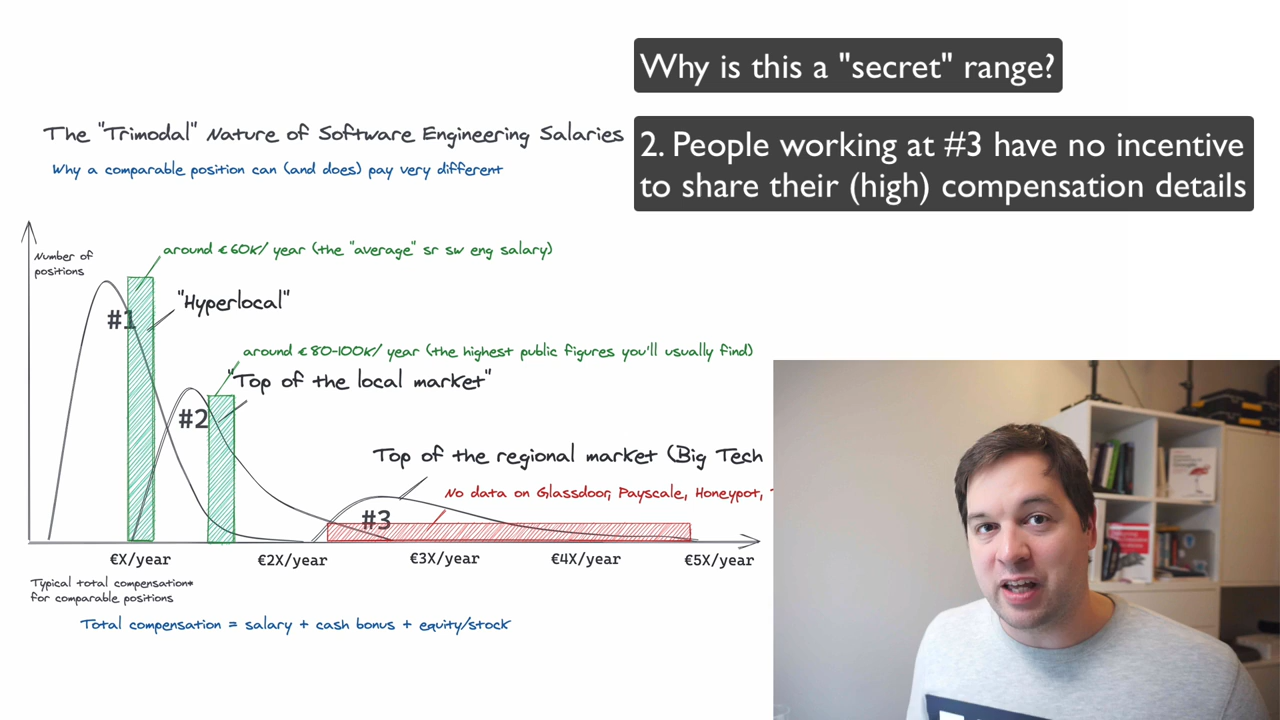 Why is this a "secret" range?
2. People working at #3 have no incentive
to share their (high) compensation details
The "Trimodal" Nature of Software Engineering Salaries
Why a comparable position can (and does) pay very different
Number of
positions
around €60K/ year (the "average" sr sw eng salary)
"Hyperlocal"
#1
around €80-100K/ year (the highest public figures you'll usually find)
"Top of the local market"
#2
Top of the regional market (Big Tech
No data on Glassdoor, Payscale, Honeypot,
#3
€X/year €2X/year €3X/year €4X/year €5X/year
Typical total compensation*
for comparable positions
Total compensation = salary + cash bonus + equity/stock